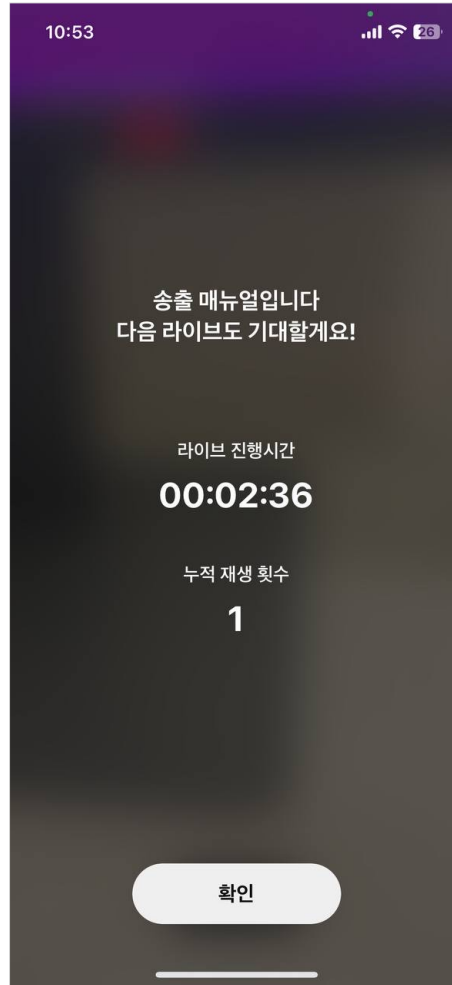 10:53
26
송출 매뉴얼입니다
다음 라이브도 기대할게요!
라이브 진행시간
00:02:36
누적 재생 횟수
1
확인